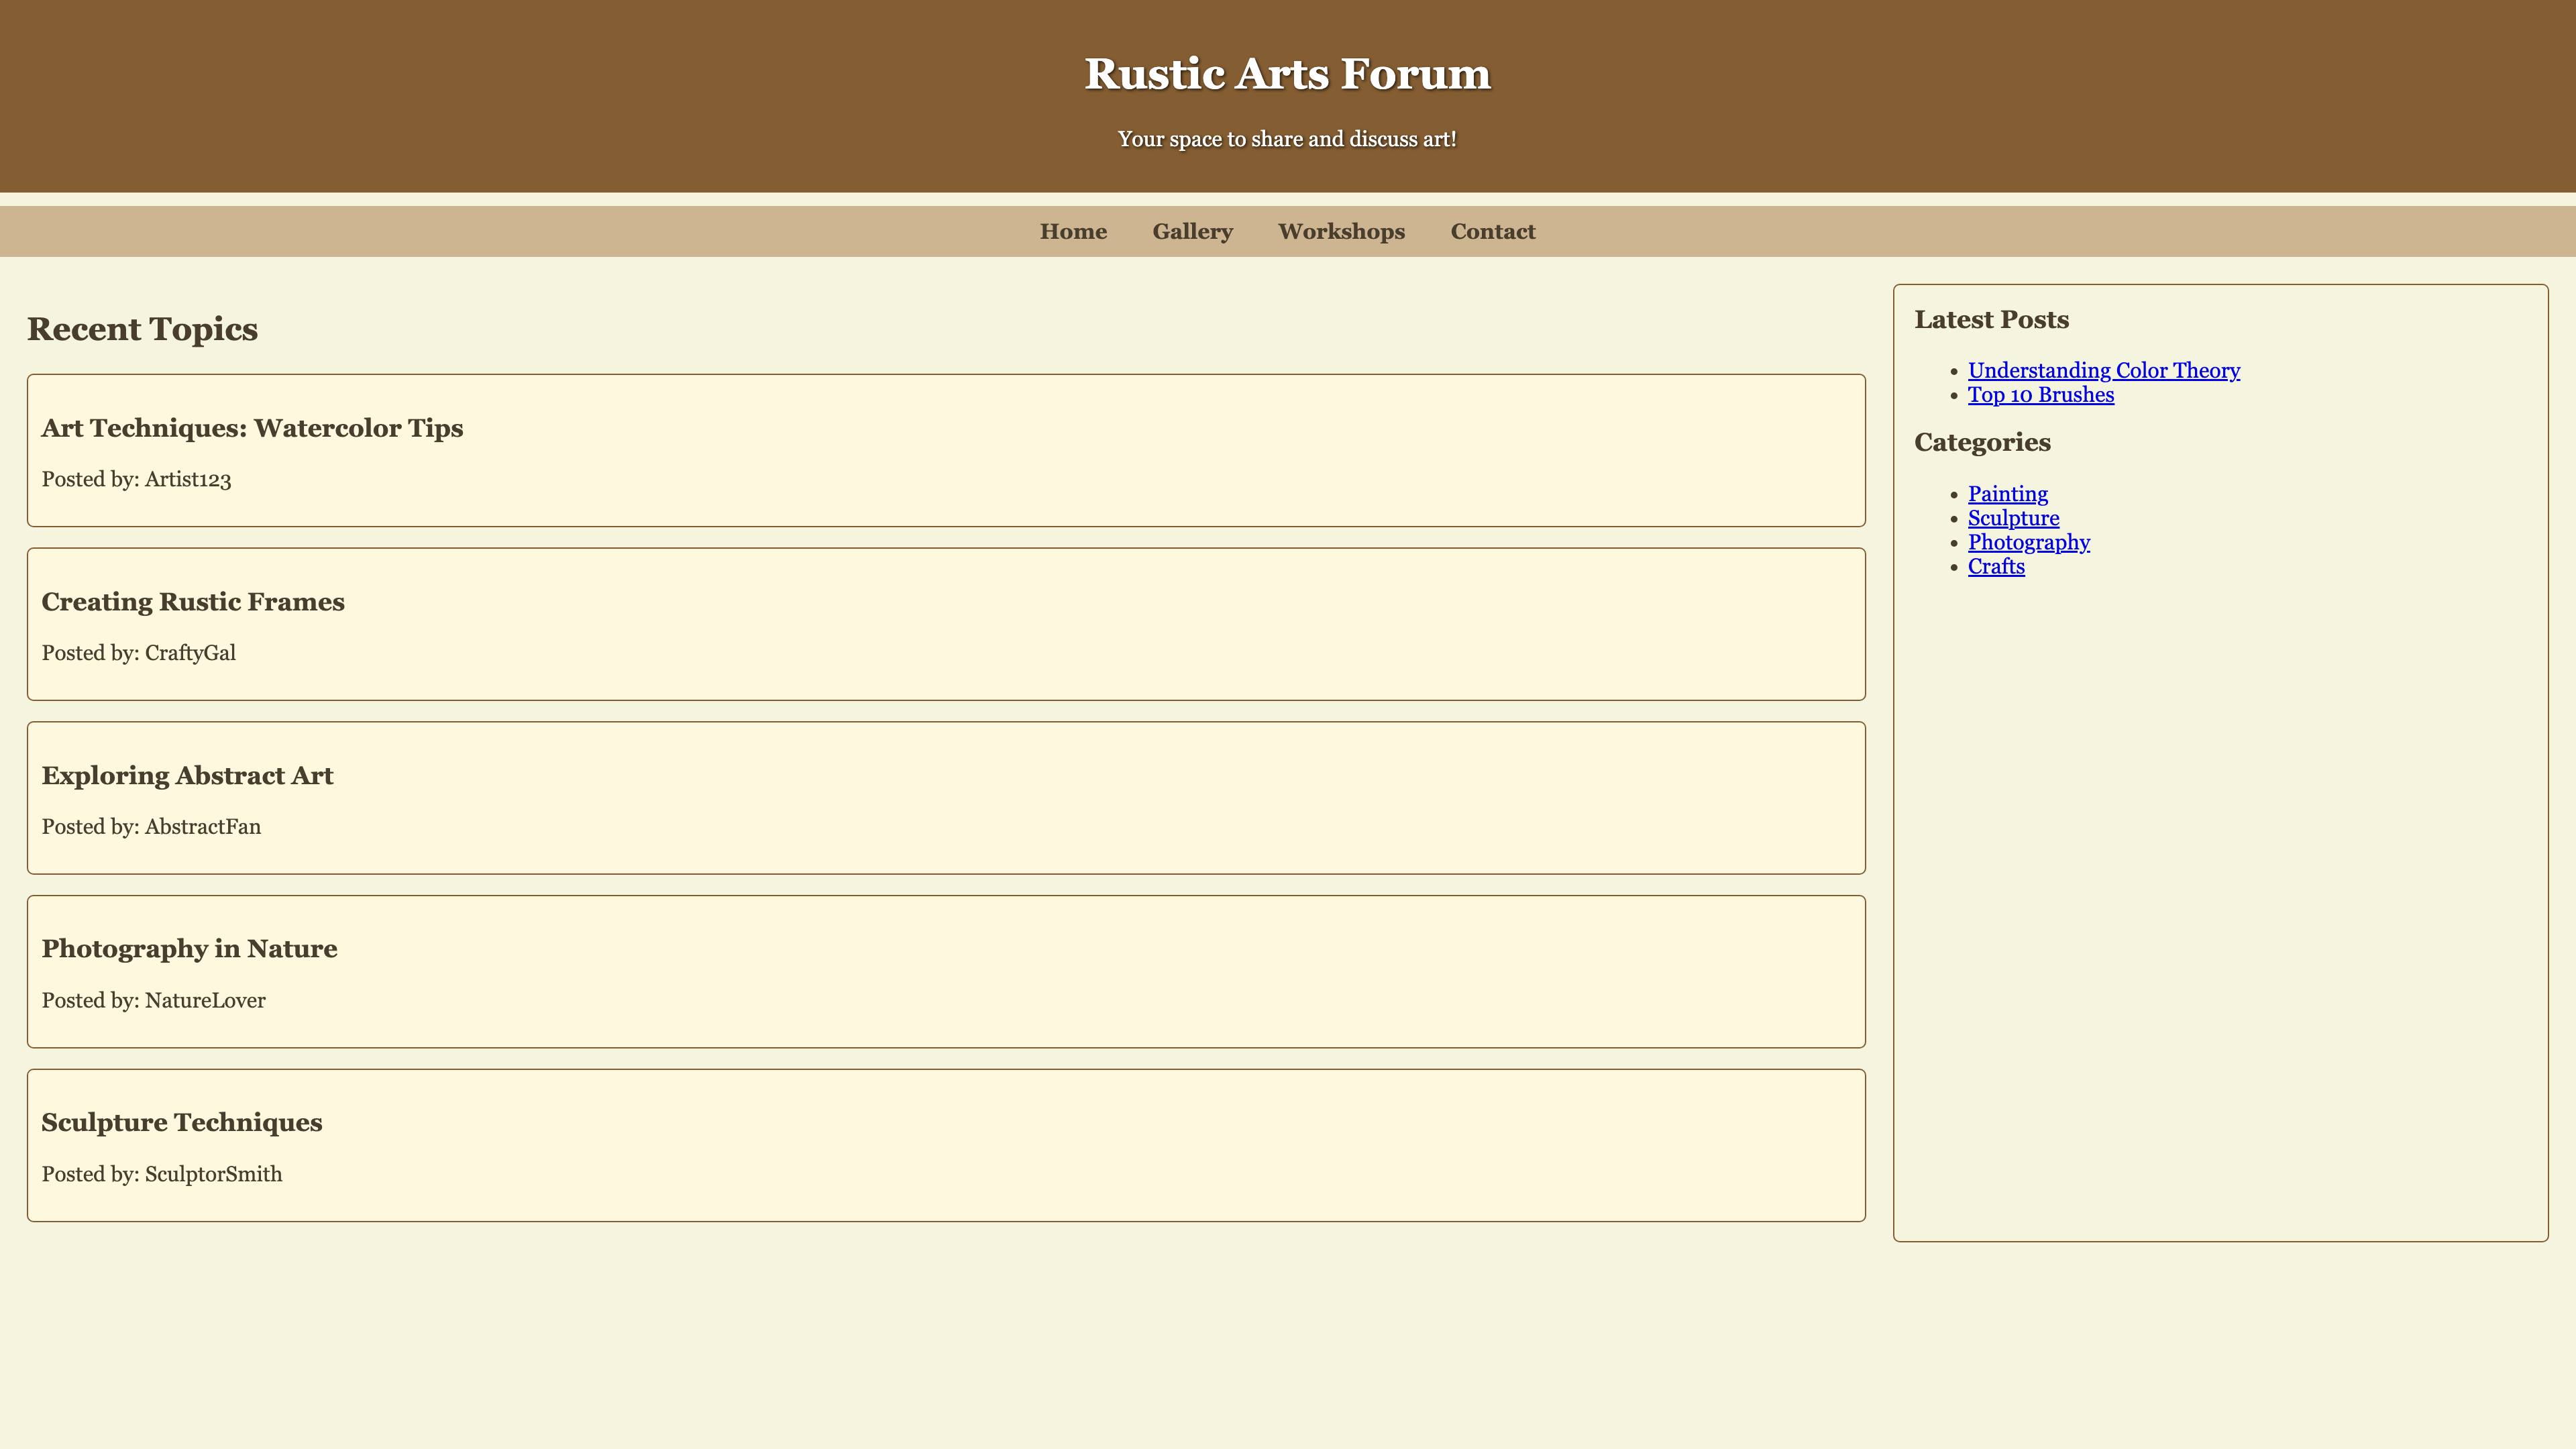 Rustic Arts Forum
Your space to share and discuss art!
Home Gallery Workshops Contact
Recent Topics
Art Techniques: Watercolor Tips
Posted by: Artist123
Creating Rustic Frames
Posted by: CraftyGal
Exploring Abstract Art
Posted by: AbstractFan
Photography in Nature
Posted by: NatureLover
Sculpture Techniques
Posted by: SculptorSmith
Latest Posts
Understanding Color Theory
Top 10 Brushes
Categories
Painting
Sculpture
Photography
Crafts